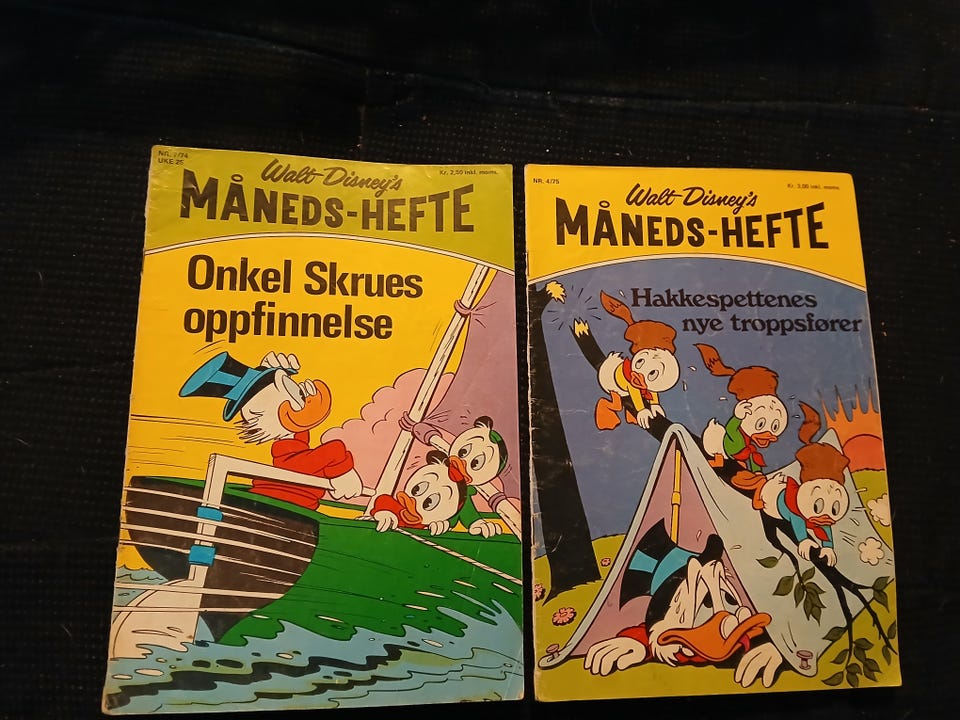 NR. 7/74
UKE 25
Kr. 2,50 inkl. moms.
Walt Disney's
MÅNEDS-HEFTE
Onkel Skrues
oppfinnelse
NR. 4/75
Kr. 3,00 inkl. moms.
Walt Disney's
MÅNEDS-HEFTE
Hakkespettenes
nye troppsfører